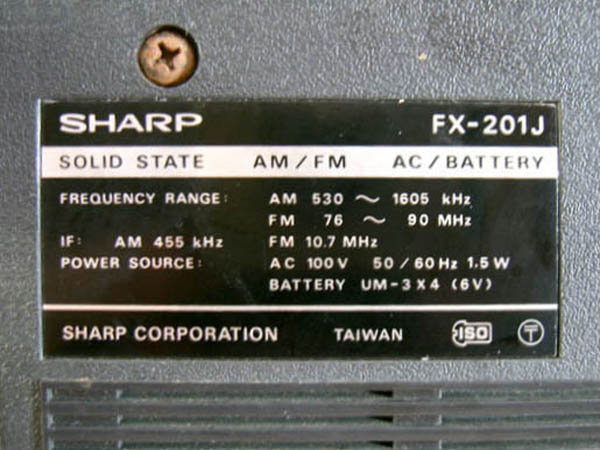 SHARP FX-201J
SOLID STATE AM/FM AC/BATTERY
FREQUENCY RANGE: AM 530 ~ 1605 kHz
FM 76 ~ 90 MHz
IF: AM 455 kHz FM 10.7 MHz
POWER SOURCE: AC 100V 50/60Hz 1.5W
BATTERY UM-3X4 (6V)
SHARP CORPORATION TAIWAN ISO 〒